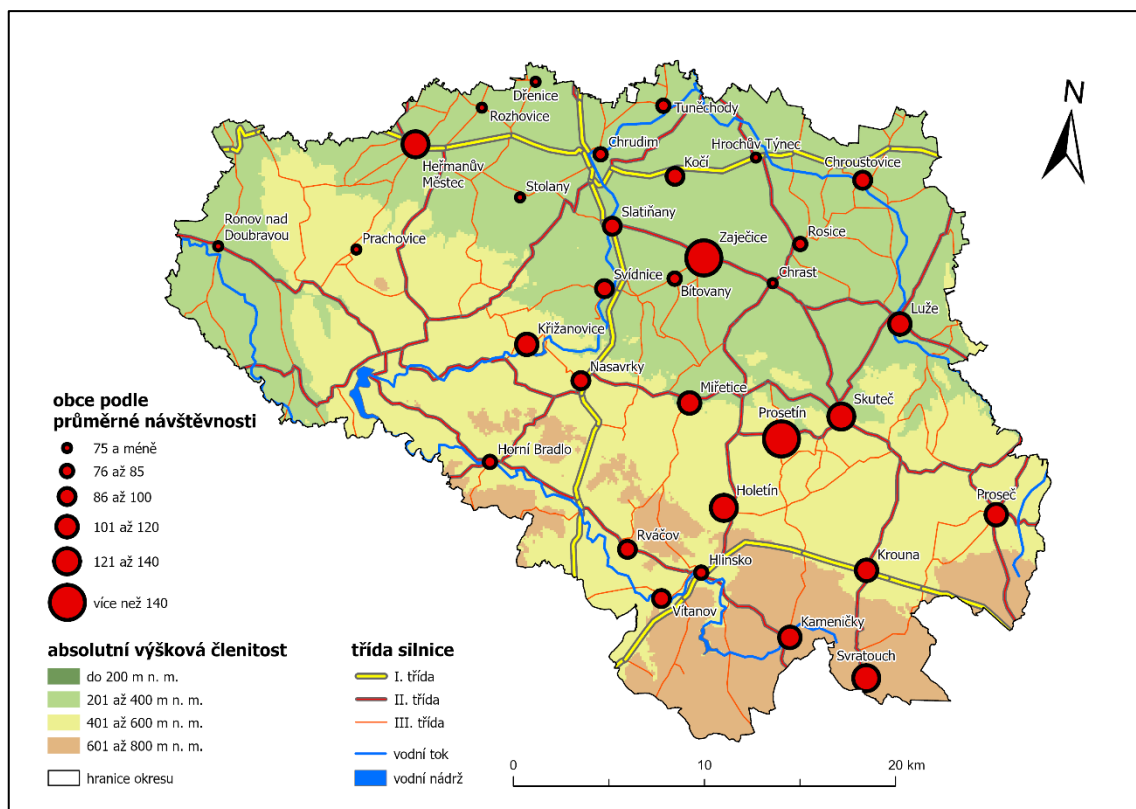 N
Dřenice
Rozhovice
Tuněchody
Chrudim
Hrochův Týnec
Heřmanův
Městec
Kočí
Chroustovice
Stolany
Slatiňany
Ronov nad
Doubravou
Prachovice
Zaječice
Rosice
Svídnice
Bítovany
Chrast
Luže
Křižanovice
Nasavrky
Miřetice
Skuteč
Prosetín
Horní Bradlo
Holetín
Proseč
Rváčov
Hlinsko
Krouna
Vítanov
Kameničky
Svratouch
obce podle
průměrné návštěvnosti
75 a méně
76 až 85
86 až 100
101 až 120
121 až 140
více než 140
absolutní výšková členitost
do 200 m n. m.
201 až 400 m n. m.
401 až 600 m n. m.
601 až 800 m n. m.
hranice okresu
třída silnice
I. třída
II. třída
III. třída
vodní tok
vodní nádrž
0 10 20 km